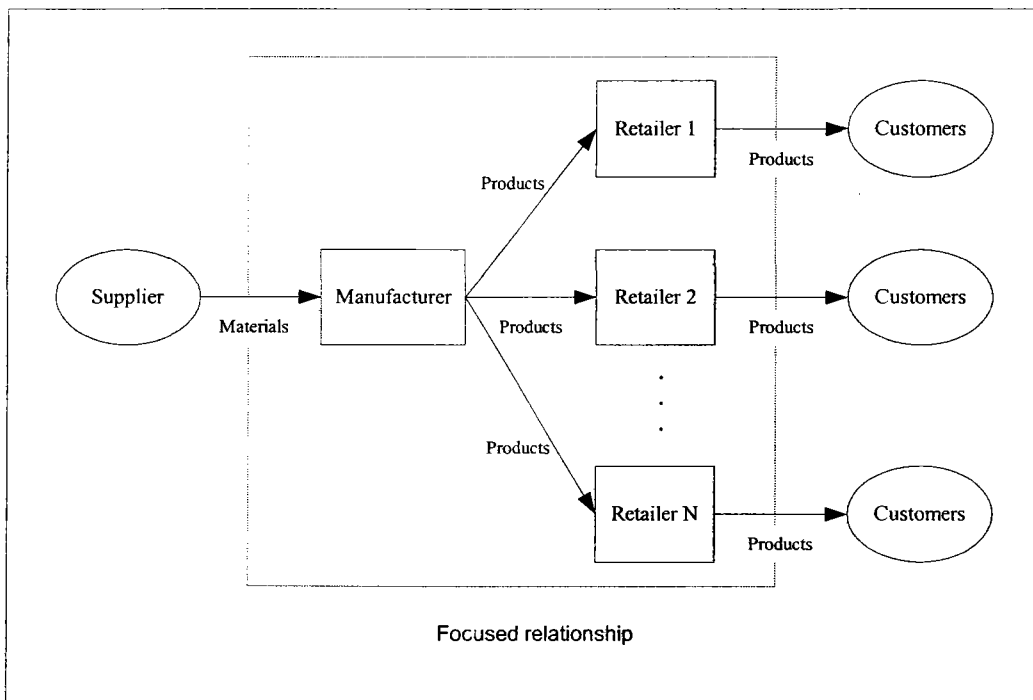 Retailer 1
Customers
Products
Products
Supplier
Manufacturer
Retailer 2
Customers
Materials
Products
Products
Products
Retailer N
Customers
Products
Focused relationship